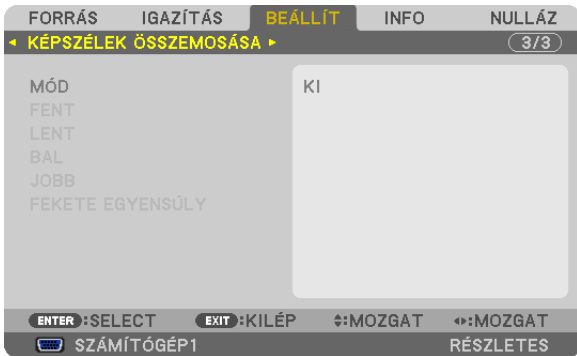 FORRÁS IGAZÍTÁS BEÁLLÍT INFO NULLÁZ
KÉPSZÉLEK ÖSSZEMOSÁSA 3/3
MÓD KI
FENT
LENT
BAL
JOBB
FEKETE EGYENSÚLY
ENTER :SELECT EXIT :KILÉP :MOZGAT :MOZGAT
SZÁMÍTÓGÉP1 RÉSZLETES